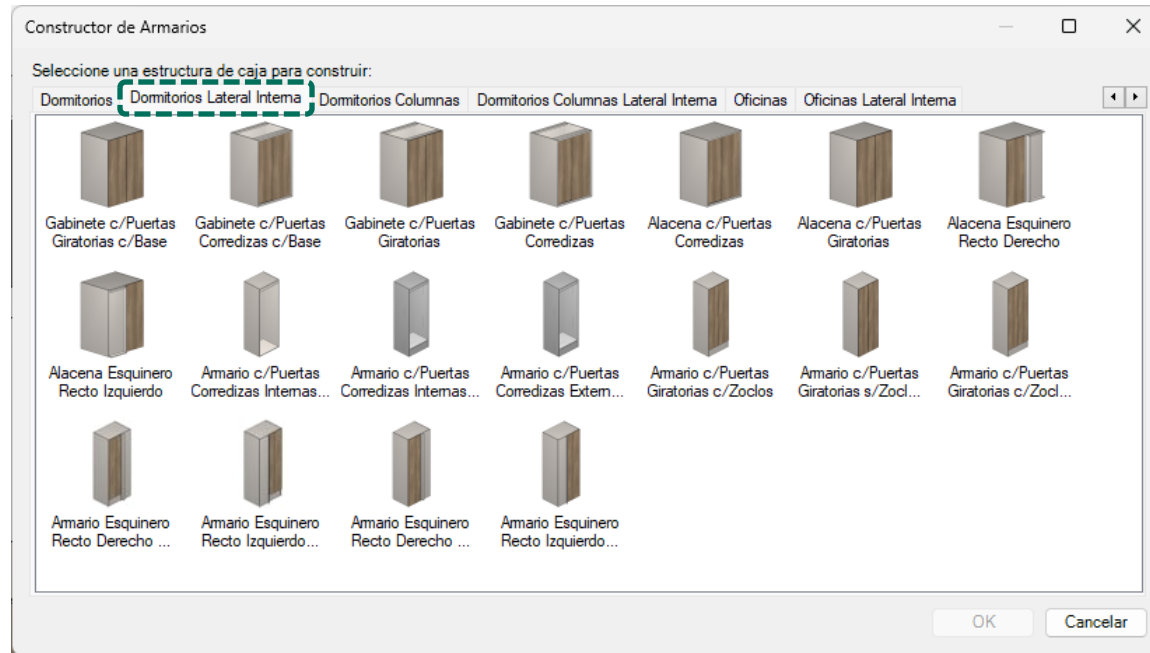 Constructor de Armarios
Seleccione una estructura de caja para construir:
Dormitorios Dormitorios Lateral Interna Dormitorios Columnas Dormitorios Columnas Lateral Interna Oficinas Oficinas Lateral Interna
Gabinete c/Puertas Gabinete c/Puertas Gabinete c/Puertas Gabinete c/Puertas Alacena c/Puertas Alacena c/Puertas Alacena Esquinero
Giratorias c/Base Corredizas c/Base Giratorias Corredizas Corredizas Giratorias Recto Derecho
Alacena Esquinero Armario c/Puertas Armario c/Puertas Armario c/Puertas Armario c/Puertas Armario c/Puertas Armario c/Puertas
Recto Izquierdo Corredizas Internas... Corredizas Internas... Corredizas Extern... Giratorias c/Zoclos Giratorias s/Zocl... Giratorias c/Zocl...
Armario Esquinero Armario Esquinero Armario Esquinero Armario Esquinero
Recto Derecho ... Recto Izquierdo... Recto Derecho ... Recto Izquierdo...
OK Cancelar